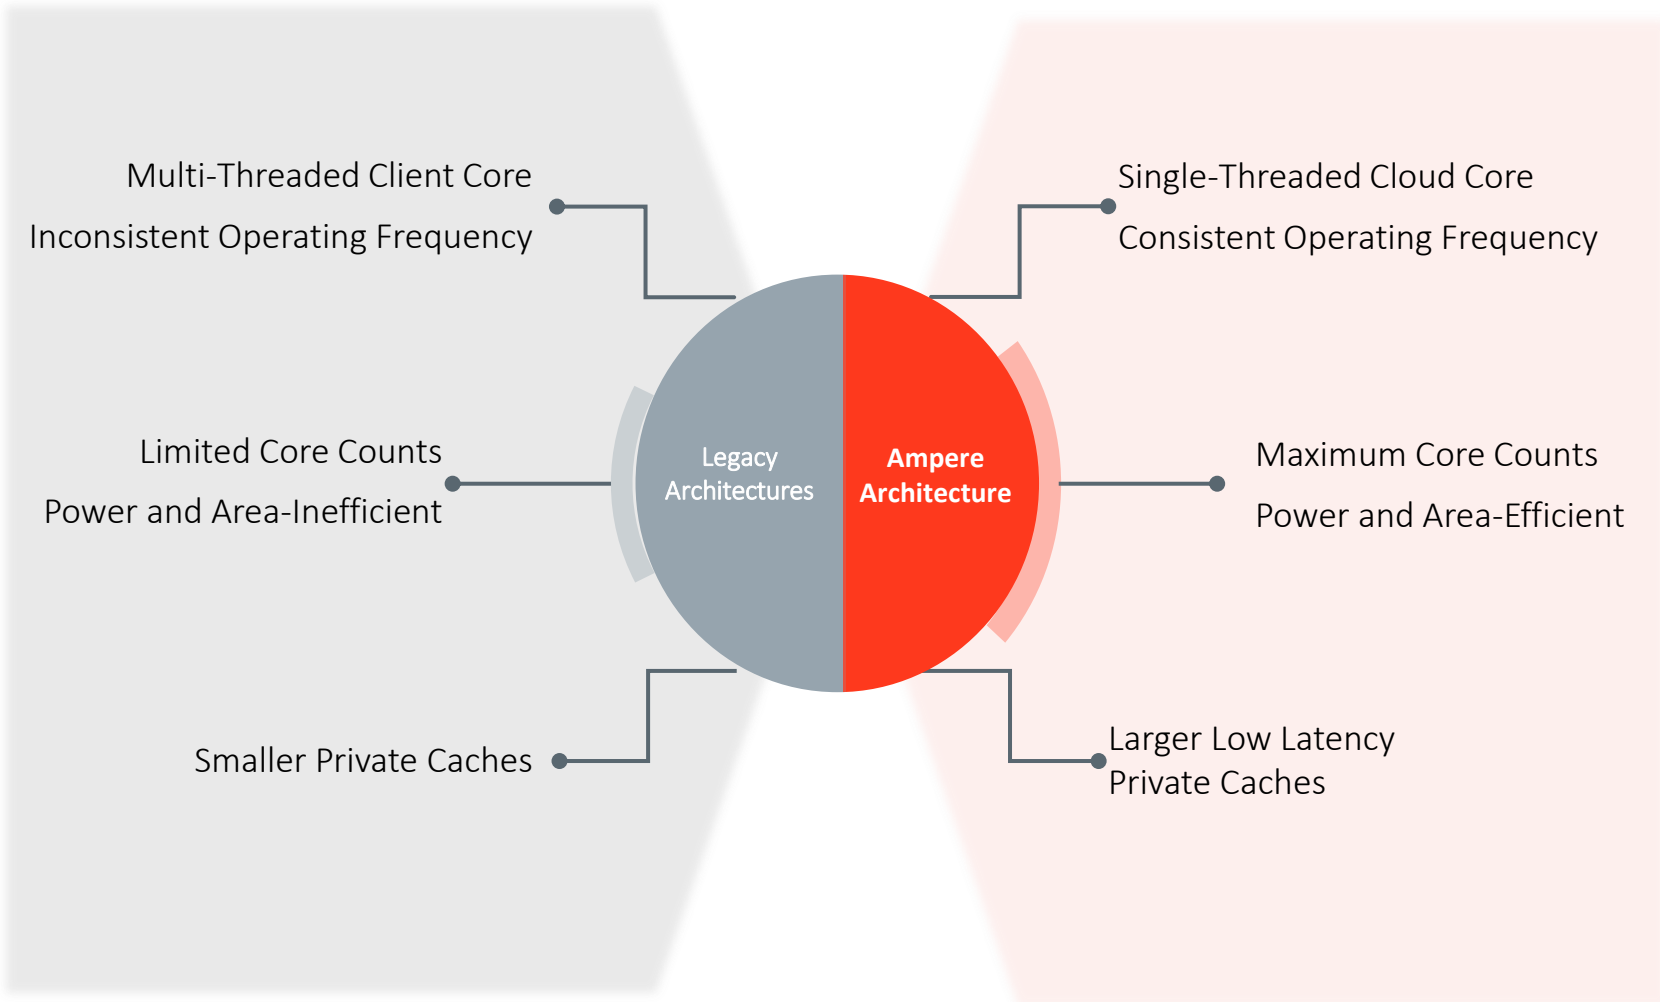 Multi-Threaded Client Core
Inconsistent Operating Frequency
Limited Core Counts
Power and Area-Inefficient
Smaller Private Caches
Legacy
Architectures
Ampere
Architecture
Single-Threaded Cloud Core
Consistent Operating Frequency
Maximum Core Counts
Power and Area-Efficient
Larger Low Latency
Private Caches